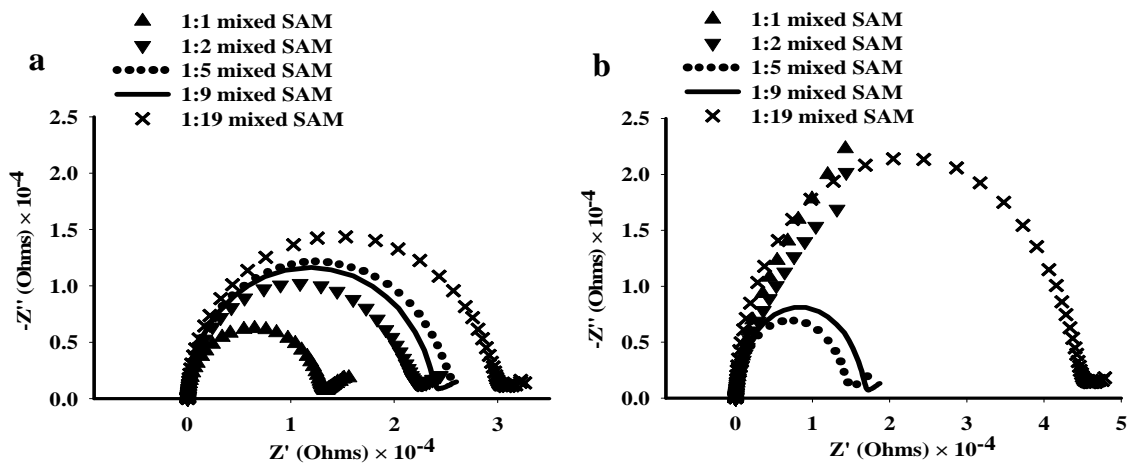 a
1:1 mixed SAM
1:2 mixed SAM
1:5 mixed SAM
1:9 mixed SAM
1:19 mixed SAM
2.5
2.0
1.5
1.0
0.5
0.0
-Z" (Ohms) × 10-4
0 1 2 3
Z' (Ohms) × 10-4
b
1:1 mixed SAM
1:2 mixed SAM
1:5 mixed SAM
1:9 mixed SAM
1:19 mixed SAM
2.5
2.0
1.5
1.0
0.5
0.0
-Z" (Ohms) × 10-4
0 1 2 3 4 5
Z' (Ohms) × 10-4